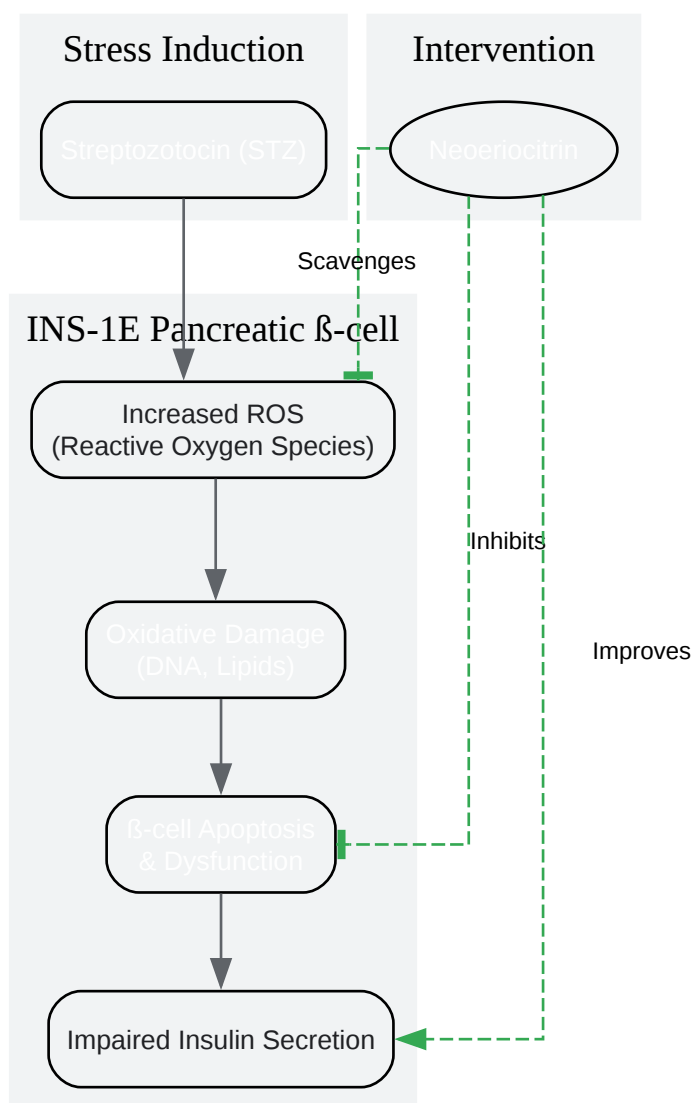 Stress Induction
Intervention
Streptozotocin (STZ)
Neoeriocitrin
Scavenges
INS-1E Pancreatic ß-cell
Increased ROS
(Reactive Oxygen Species)
Inhibits
Oxidative Damage
(DNA, Lipids)
Improves
ß-cell Apoptosis
& Dysfunction
Impaired Insulin Secretion